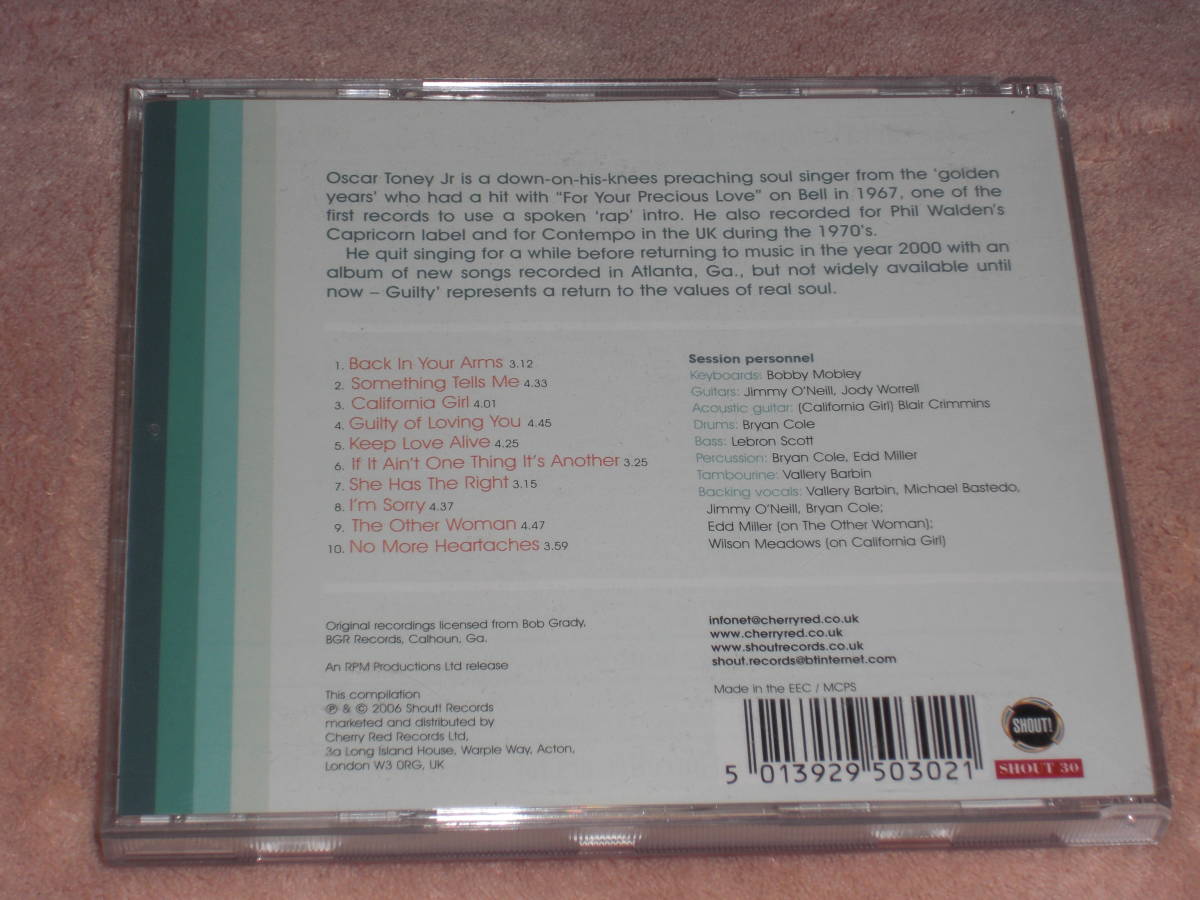 Oscar Toney Jr is a down-on-his-knees preaching soul singer from the 'golden
years' who had a hit with "For Your Precious Love" on Bell in 1967, one of the
first records to use a spoken 'rap' intro. He also recorded for Phil Walden's
Capricorn label and for Contempo in the UK during the 1970's.
He quit singing for a while before returning to music in the year 2000 with an
album of new songs recorded in Atlanta, Ga., but not widely available until
now – Guilty' represents a return to the values of real soul.
1. Back In Your Arms 3.12
2. Something Tells Me 4.33
3. California Girl 4.01
4. Guilty of Loving You 4.45
5. Keep Love Alive 4.25
6. If It Ain't One Thing It's Another 3.25
7. She Has The Right 3.15
8. I'm Sorry 4.37
9. The Other Woman 4.47
10. No More Heartaches 3.59
Session personnel
Keyboards: Bobby Mobley
Guitars: Jimmy O'Neill, Jody Worrell
Acoustic guitar: (California Girl) Blair Crimmins
Drums: Bryan Cole
Bass: Lebron Scott
Percussion: Bryan Cole, Edd Miller
Tambourine: Vallery Barbin
Backing vocals: Vallery Barbin, Michael Bastedo,
Jimmy O'Neill, Bryan Cole;
Edd Miller (on The Other Woman);
Wilson Meadows (on California Girl)
Original recordings licensed from Bob Grady,
BGR Records, Calhoun, Ga.
An RPM Productions Ltd release
This compilation
℗ & © 2006 Shout! Records
marketed and distributed by
Cherry Red Records Ltd,
3a Long Island House, Warple Way, Acton,
London W3 0RG, UK
infonet@cherryred.co.uk
www.cherryred.co.uk
www.shoutrecords.co.uk
shout.records@btinternet.com
Made in the EEC / MCPS
5 013929 503021
SHOUT!
SHOUT 30